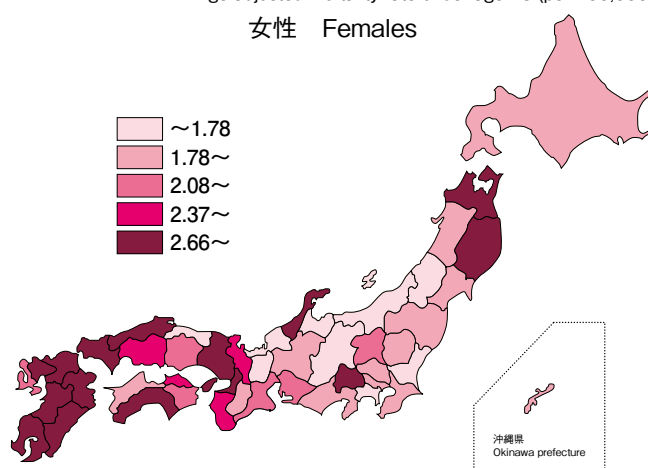 女性 Females
～1.78
1.78～
2.08～
2.37～
2.66～
沖縄県
Okinawa prefecture